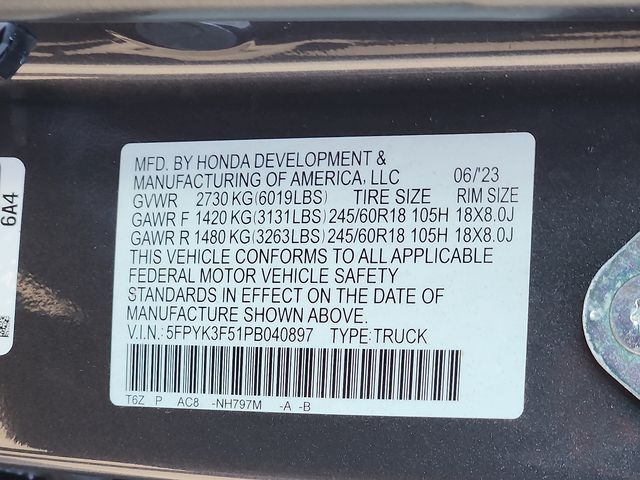 MFD. BY HONDA DEVELOPMENT &
MANUFACTURING OF AMERICA, LLC 06/'23
GVWR 2730 KG(6019LBS) TIRE SIZE RIM SIZE
GAWR F 1420 KG(3131LBS) 245/60R18 105H 18X8.0J
GAWR R 1480 KG(3263LBS) 245/60R18 105H 18X8.0J
THIS VEHICLE CONFORMS TO ALL APPLICABLE
FEDERAL MOTOR VEHICLE SAFETY
STANDARDS IN EFFECT ON THE DATE OF
MANUFACTURE SHOWN ABOVE.
V.I.N.: 5FPYK3F51PB040897 TYPE:TRUCK
T6Z P AC8 -NH797M -A -B
6A4